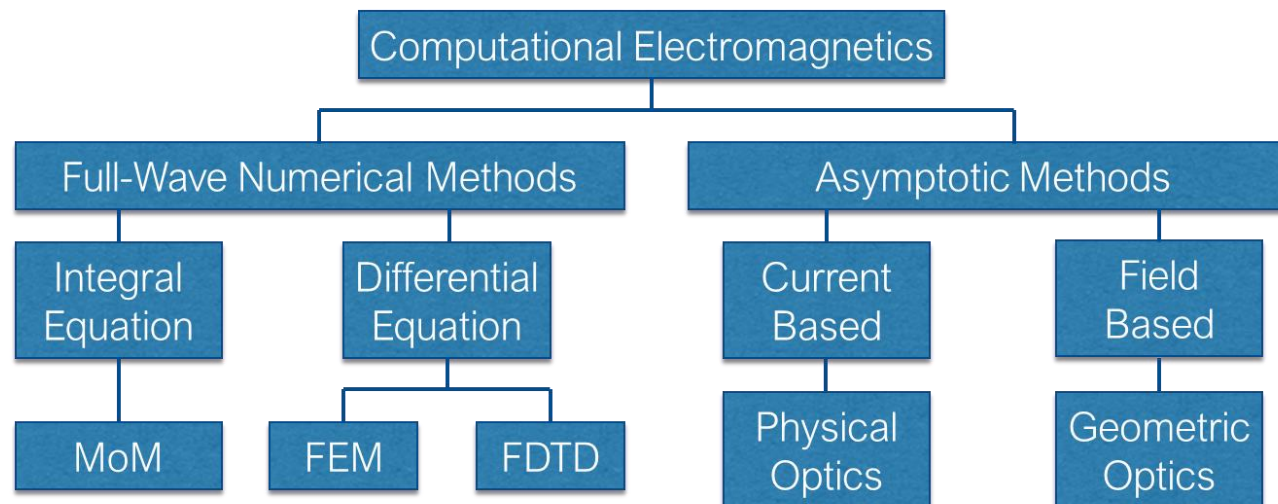 Computational Electromagnetics
Full-Wave Numerical Methods
Asymptotic Methods
Integral
Equation
Differential
Equation
Current
Based
Field
Based
MoM
FEM
FDTD
Physical
Optics
Geometric
Optics